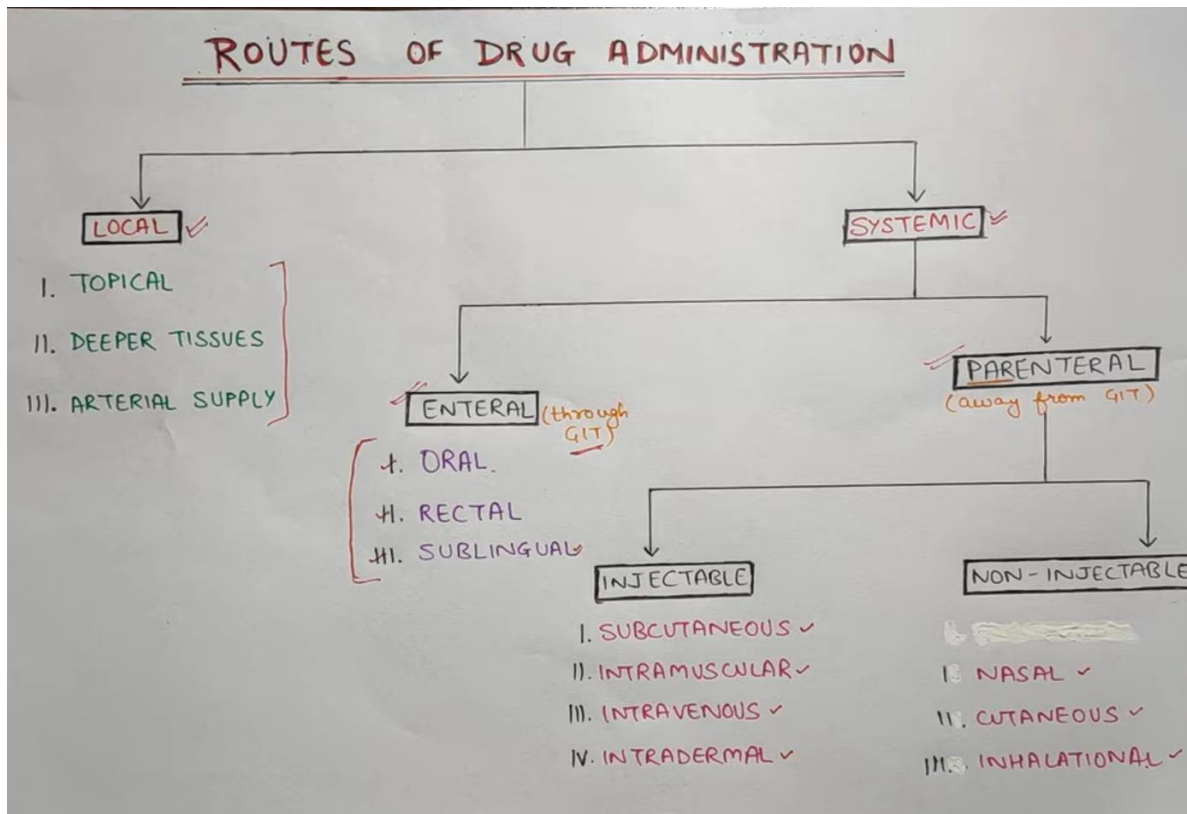 ROUTES OF DRUG ADMINISTRATION
LOCAL
I. TOPICAL
II. DEEPER TISSUES
III. ARTERIAL SUPPLY
SYSTEMIC
ENTERAL (through
GIT)
I. ORAL.
II. RECTAL
III. SUBLINGUAL
PARENTERAL
(away from GIT)
INJECTABLE
I. SUBCUTANEOUS
II. INTRAMUSCULAR
III. INTRAVENOUS
IV. INTRADERMAL
NON-INJECTABLE
I. NASAL
II. CUTANEOUS
III. INHALATIONAL